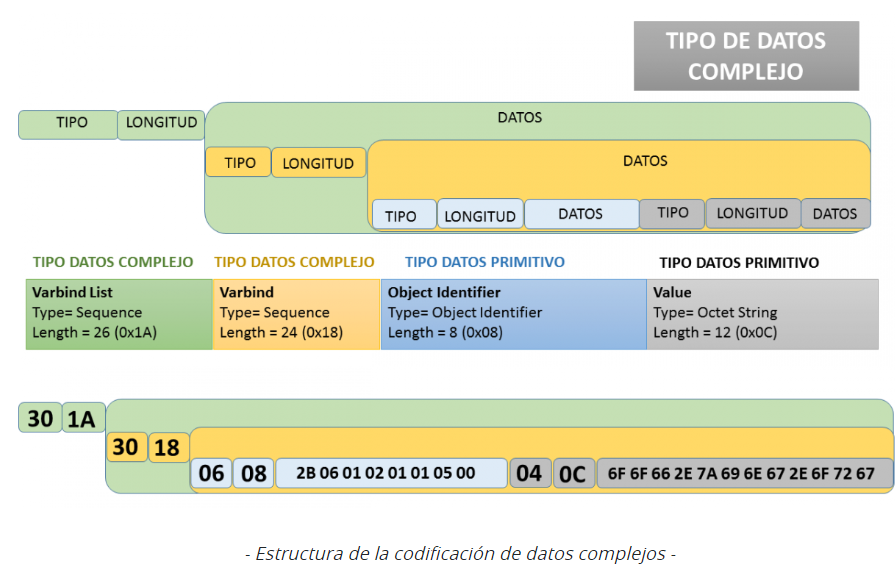 TIPO DE DATOS
COMPLEJO
TIPO LONGITUD DATOS
TIPO LONGITUD DATOS
TIPO LONGITUD DATOS TIPO LONGITUD DATOS
TIPO DATOS COMPLEJO TIPO DATOS COMPLEJO TIPO DATOS PRIMITIVO TIPO DATOS PRIMITIVO
Varbind List Varbind Object Identifier Value
Type= Sequence Type= Sequence Type= Object Identifier Type= Octet String
Length = 26 (0x1A) Length = 24 (0x18) Length = 8 (0x08) Length = 12 (0x0C)
30 1A
30 18
06 08 2B 06 01 02 01 01 05 00 04 0C 6F 6F 66 2E 7A 69 6E 67 2E 6F 72 67
- Estructura de la codificación de datos complejos -